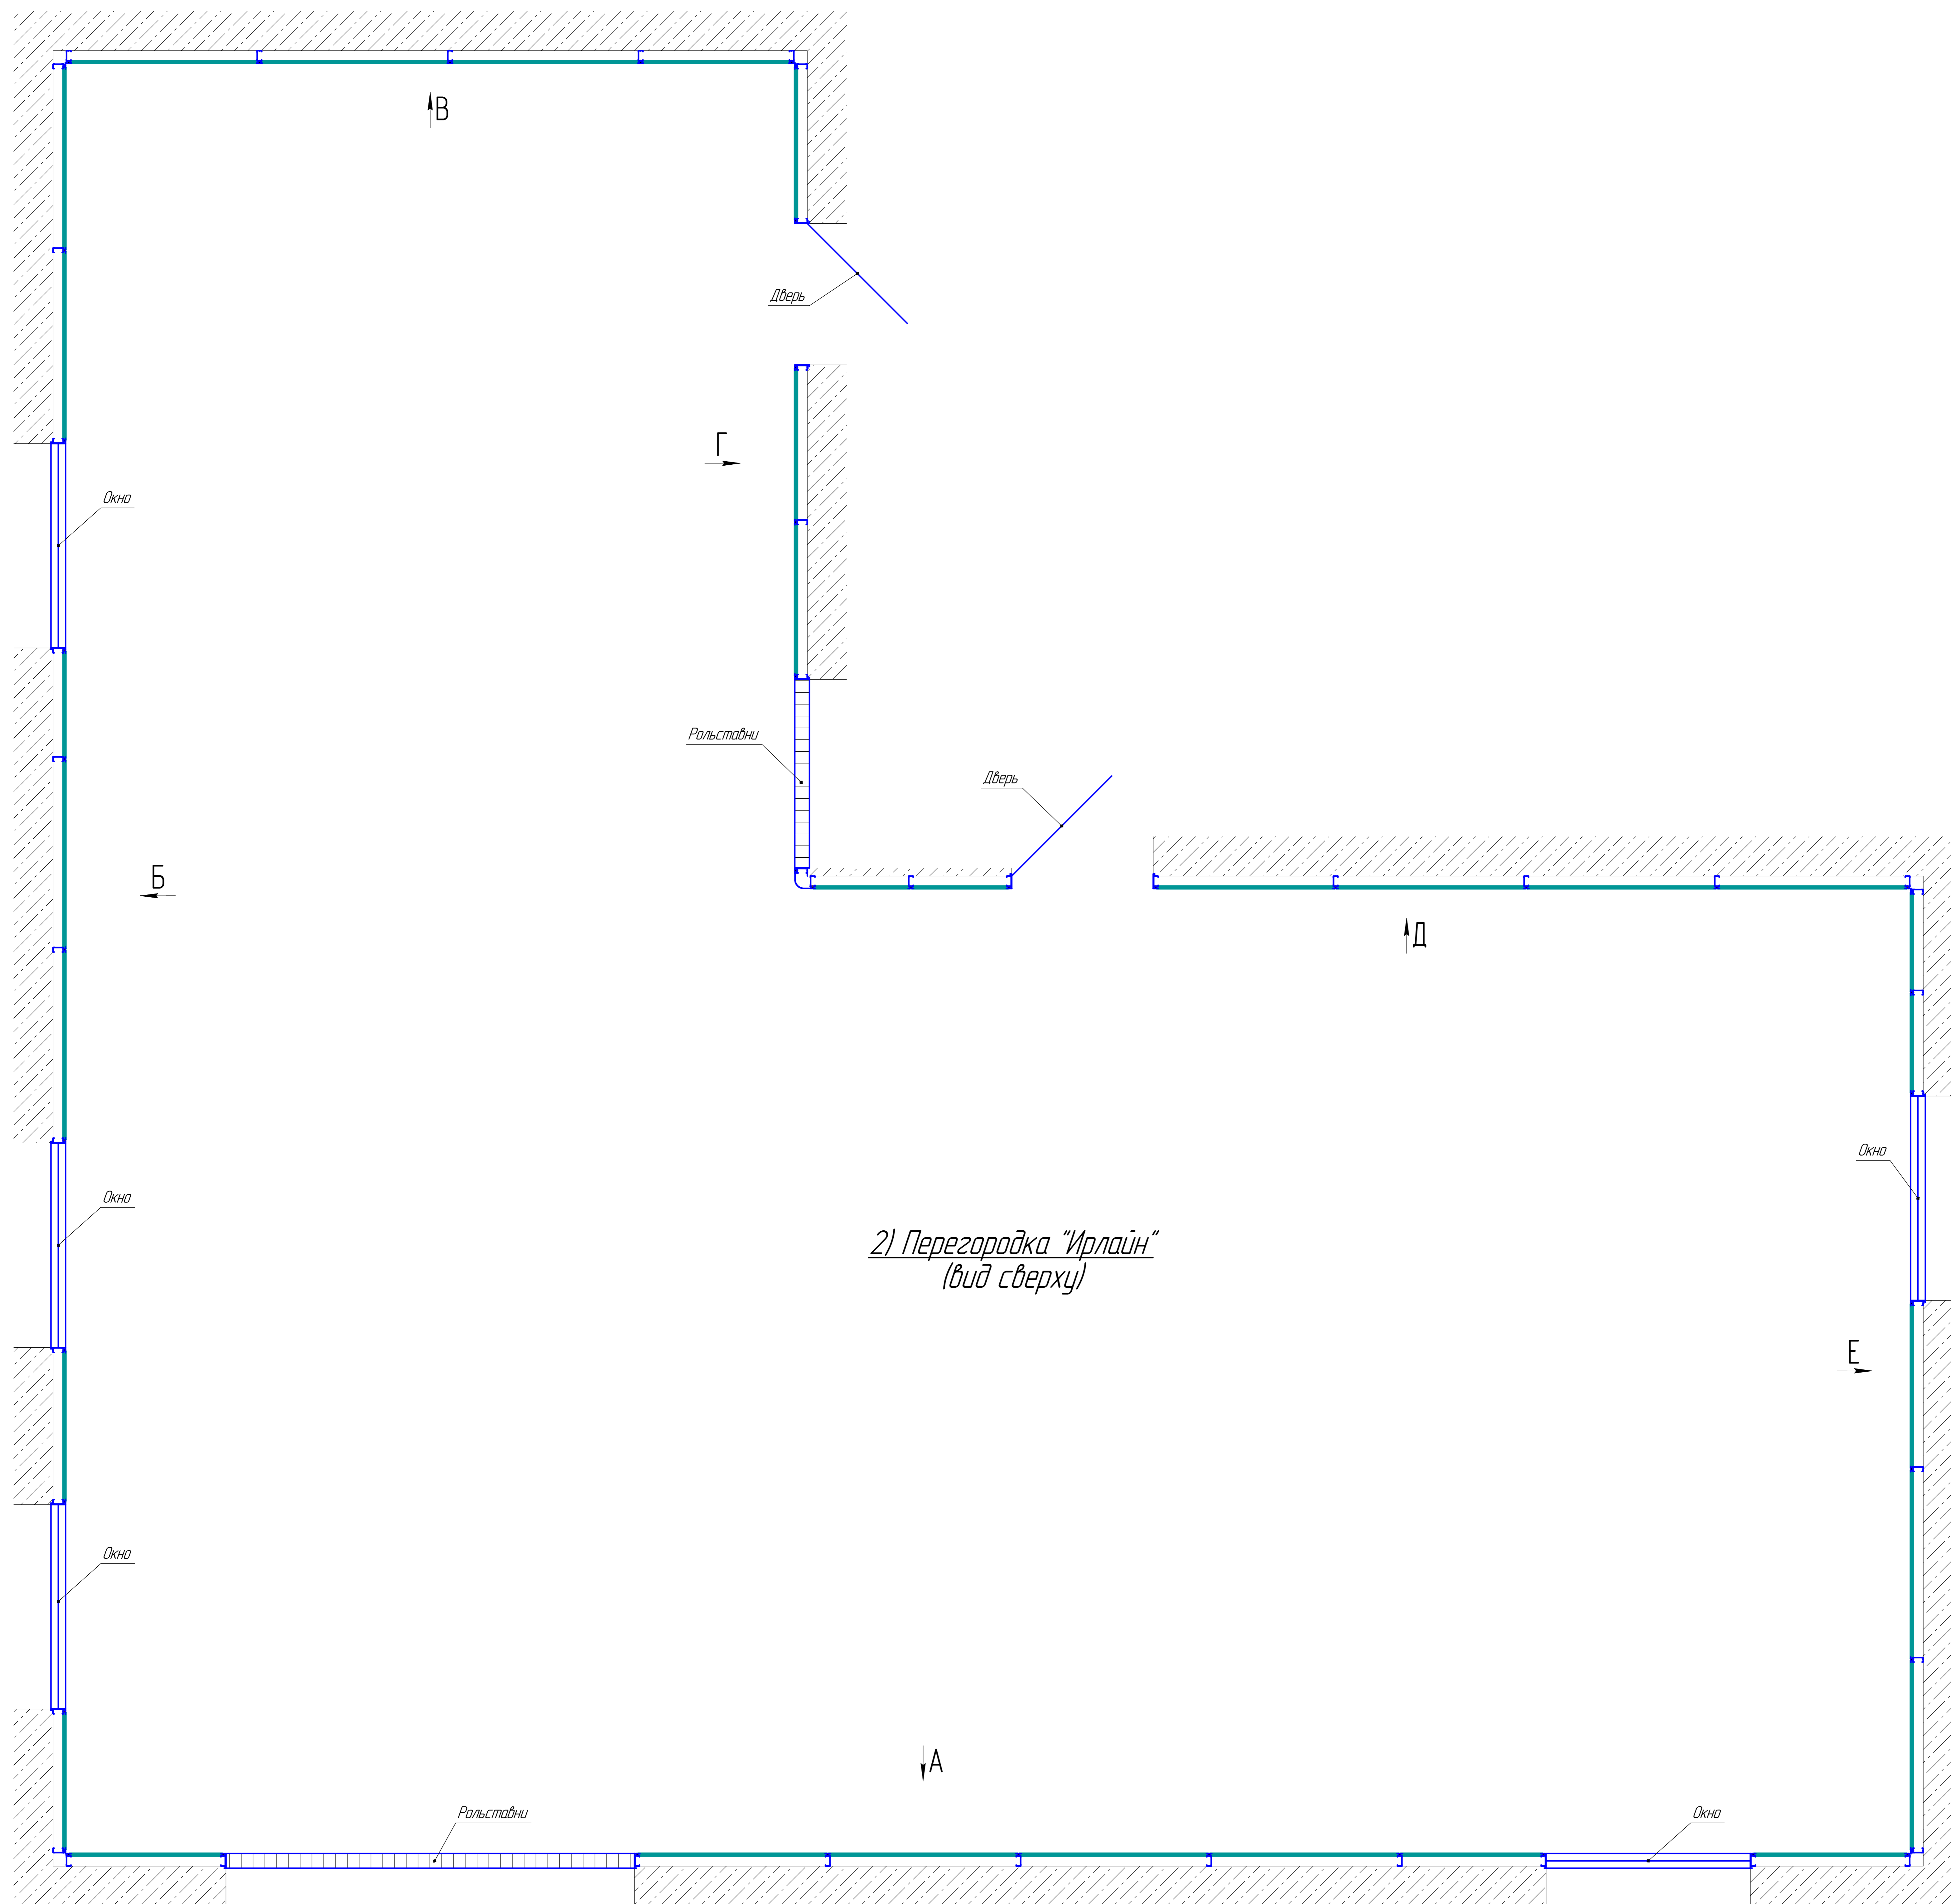 В
Дверь
Г
Окно
Рольставни
Дверь
Б
Д
Окно
Окно
2) Перегородка "Ирлайн"
(вид сверху)
Е
Окно
А
Рольставни
Окно